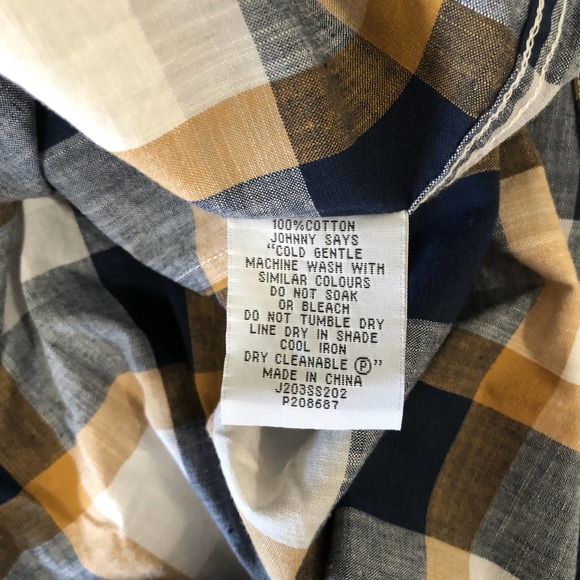 100%COTTON
JOHNNY SAYS
"COLD GENTLE
MACHINE WASH WITH
SIMILAR COLOURS
DO NOT SOAK
OR BLEACH
DO NOT TUMBLE DRY
LINE DRY IN SHADE
COOL IRON
DRY CLEANABLE Ⓟ"
MADE IN CHINA
J203SS202
P208687